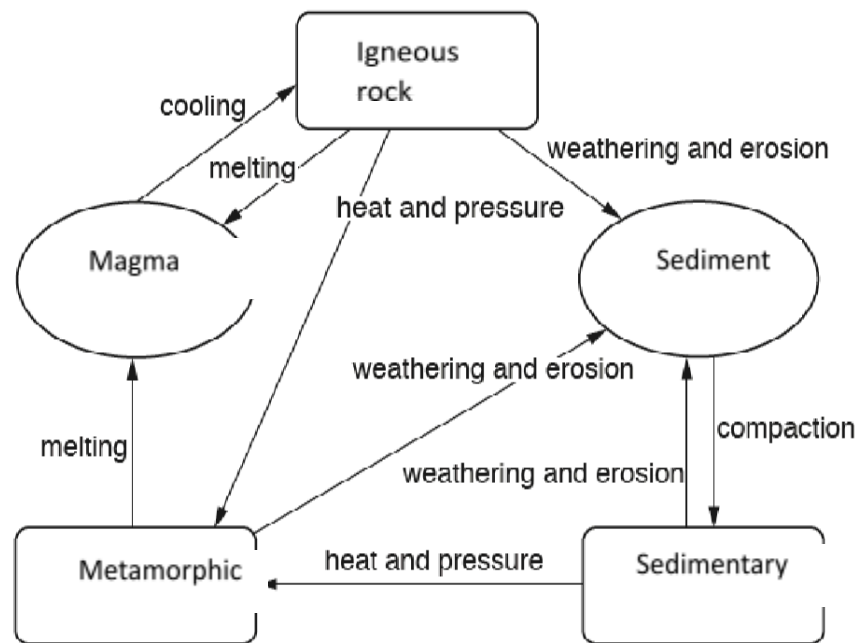 Igneous
rock
cooling
melting
weathering and erosion
heat and pressure
Magma
Sediment
weathering and erosion
melting
compaction
weathering and erosion
heat and pressure
Metamorphic
Sedimentary